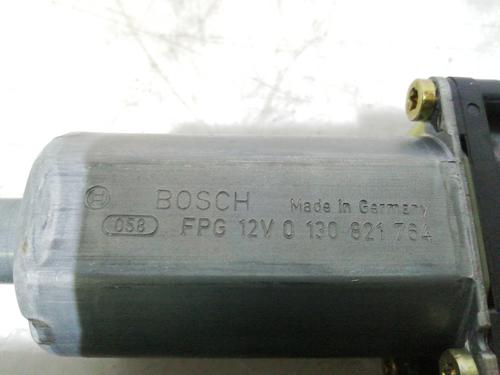 BOSCH Made in Germany
058 FPG 12V 0 130 821 764